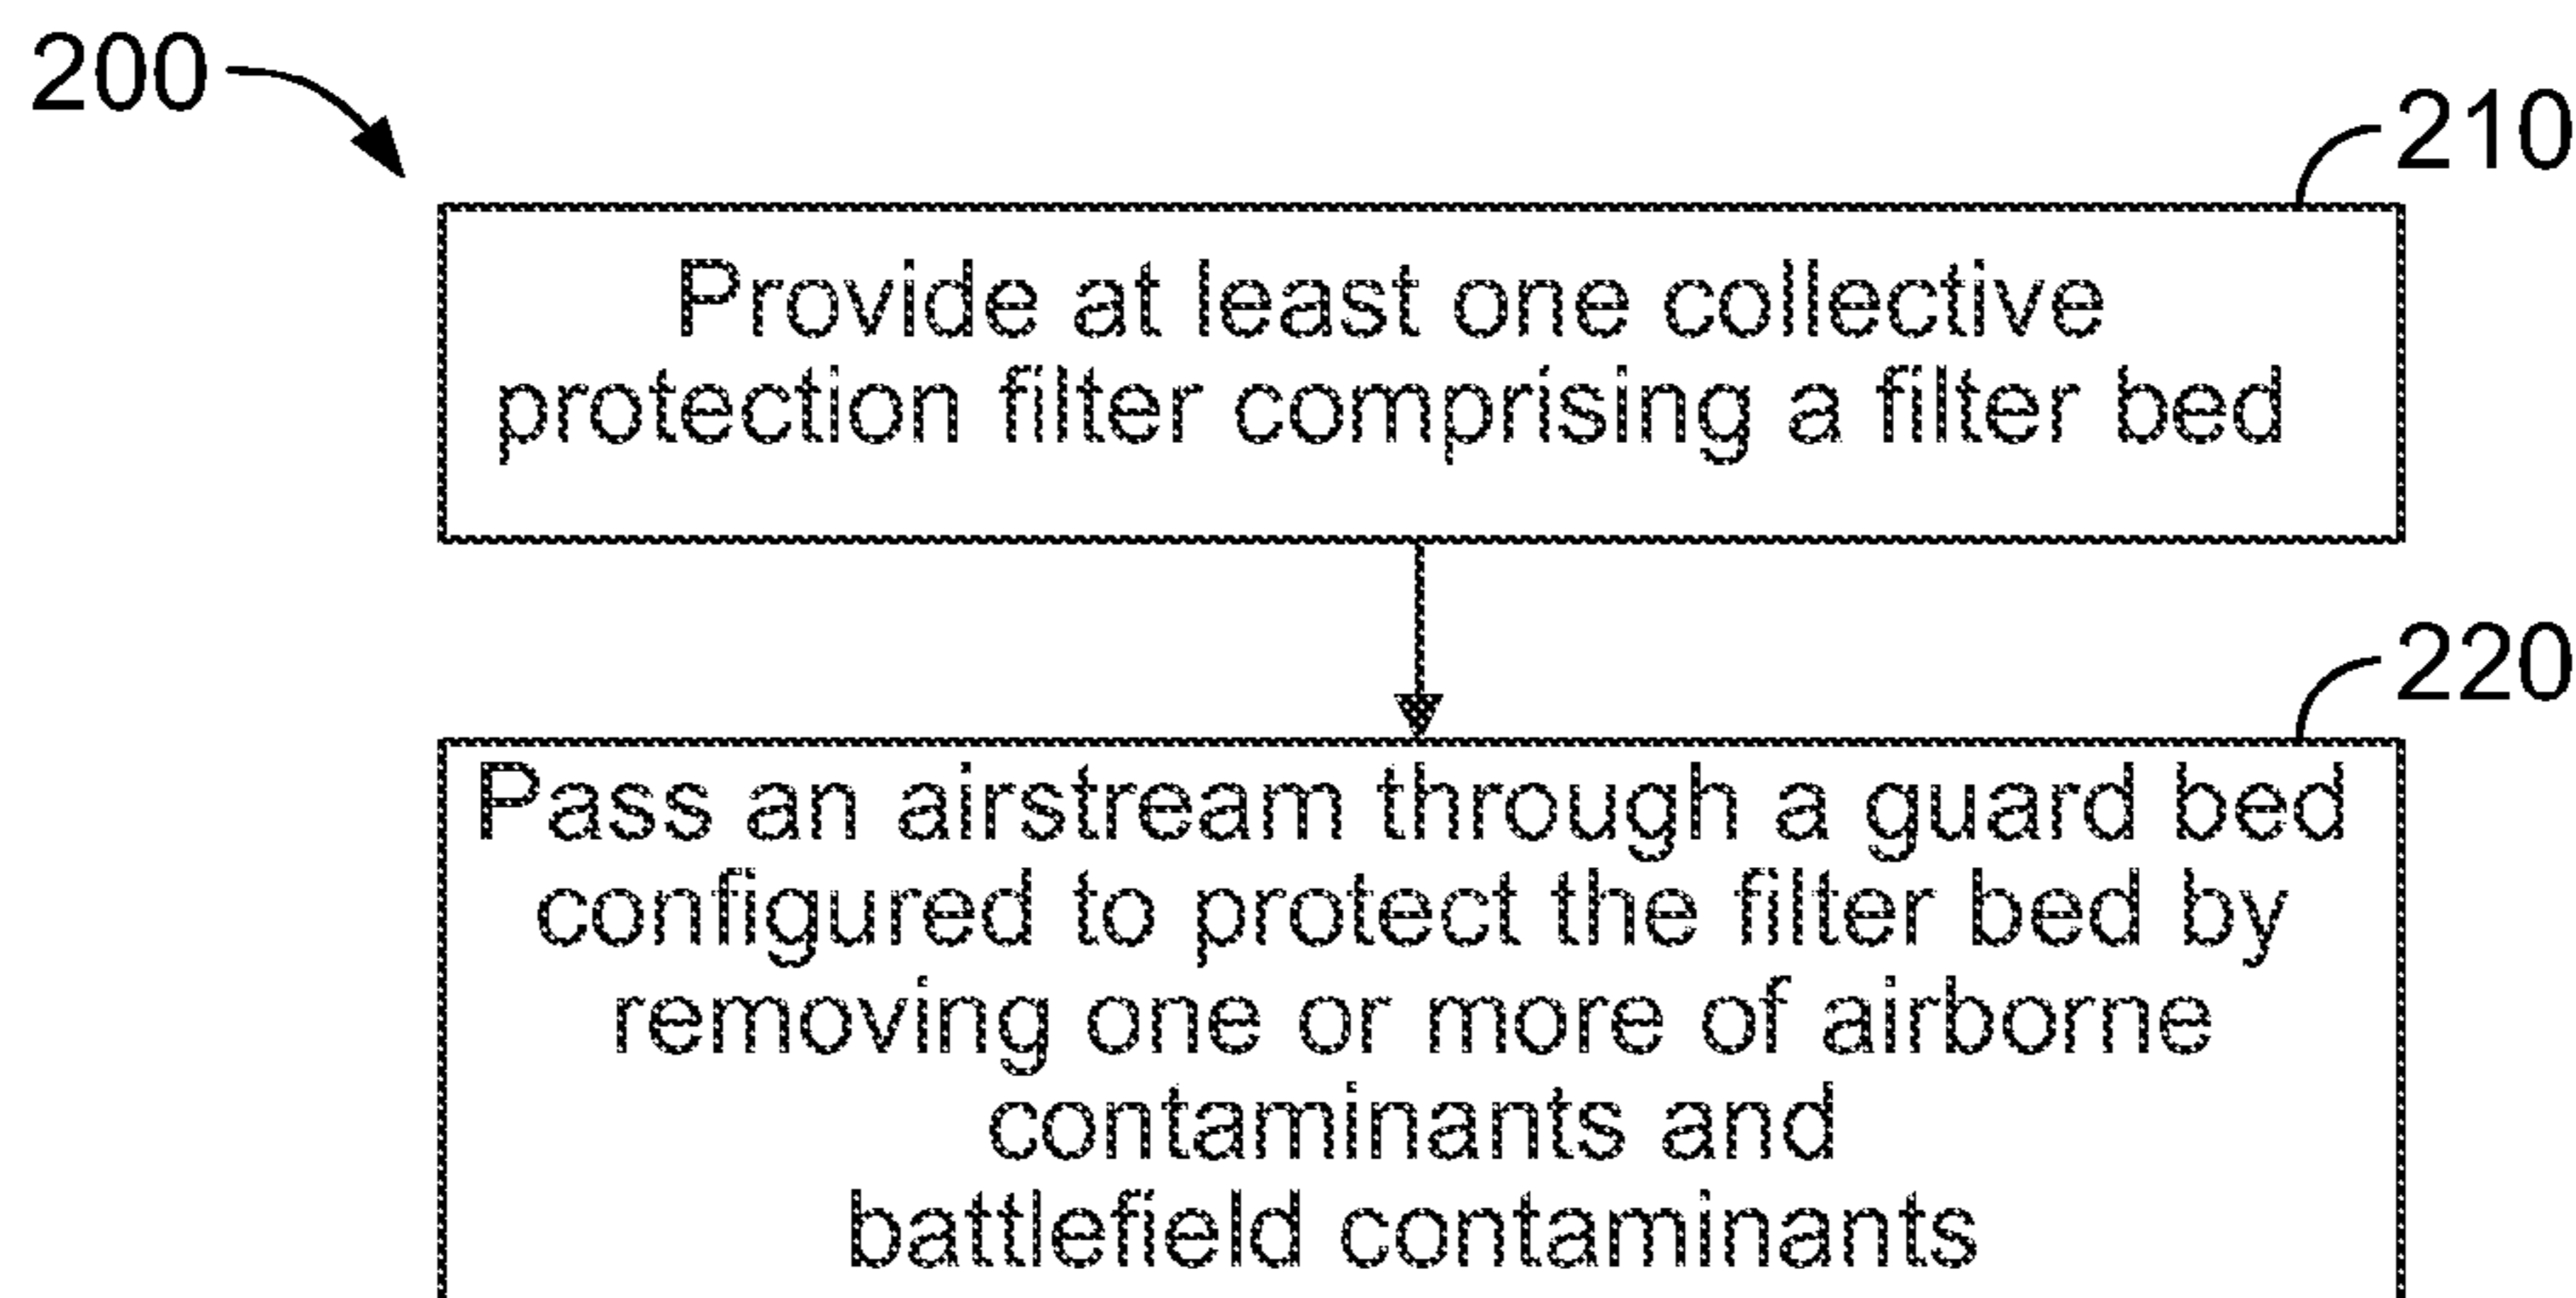 200
210
Provide at least one collective
protection filter comprising a filter bed
220
Pass an airstream through a guard bed
configured to protect the filter bed by
removing one or more of airborne
contaminants and
battlefield contaminants